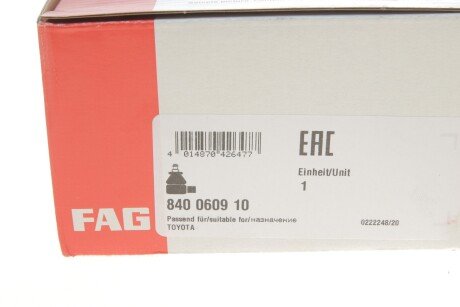 EAC
4 014870 426477
Einheit/Unit
1
840 0609 10
FAG
Passend für/suitable for/назначение
0222248/20
TOYOTA